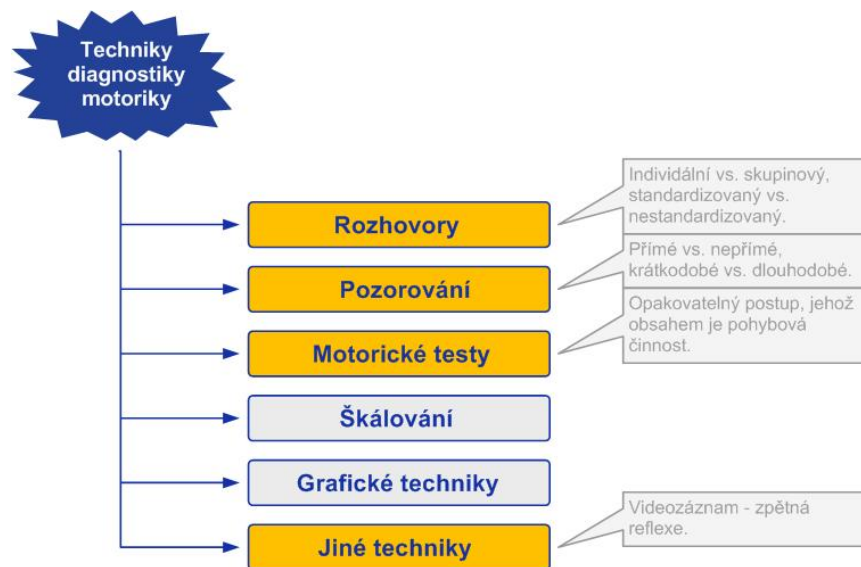 Techniky
diagnostiky
motoriky
Rozhovory
Individální vs. skupinový,
standardizovaný vs.
nestandardizovaný.
Pozorování
Přímé vs. nepřímé,
krátkodobé vs. dlouhodobé.
Motorické testy
Opakovatelný postup, jehož
obsahem je pohybová
činnost.
Škálování
Grafické techniky
Jiné techniky
Videozáznam - zpětná
reflexe.